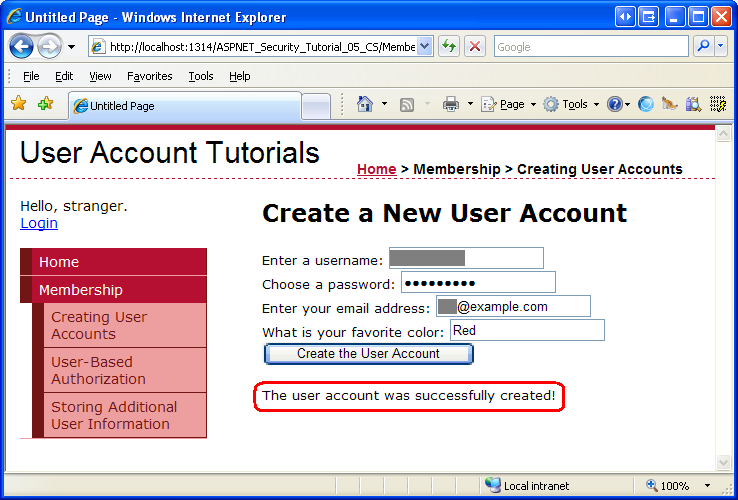 Untitled Page - Windows Internet Explorer
http://localhost:1314/ASPNET_Security_Tutorial_05_CS/Membe
Google
File Edit View Favorites Tools Help
Untitled Page
Page Tools
User Account Tutorials
Home > Membership > Creating User Accounts
Hello, stranger.
Login
Home
Membership
Creating User
Accounts
User-Based
Authorization
Storing Additional
User Information
Create a New User Account
Enter a username:
Choose a password: ●●●●●●●●●
Enter your email address: @example.com
What is your favorite color: Red
Create the User Account
The user account was successfully created!
Local intranet
100%